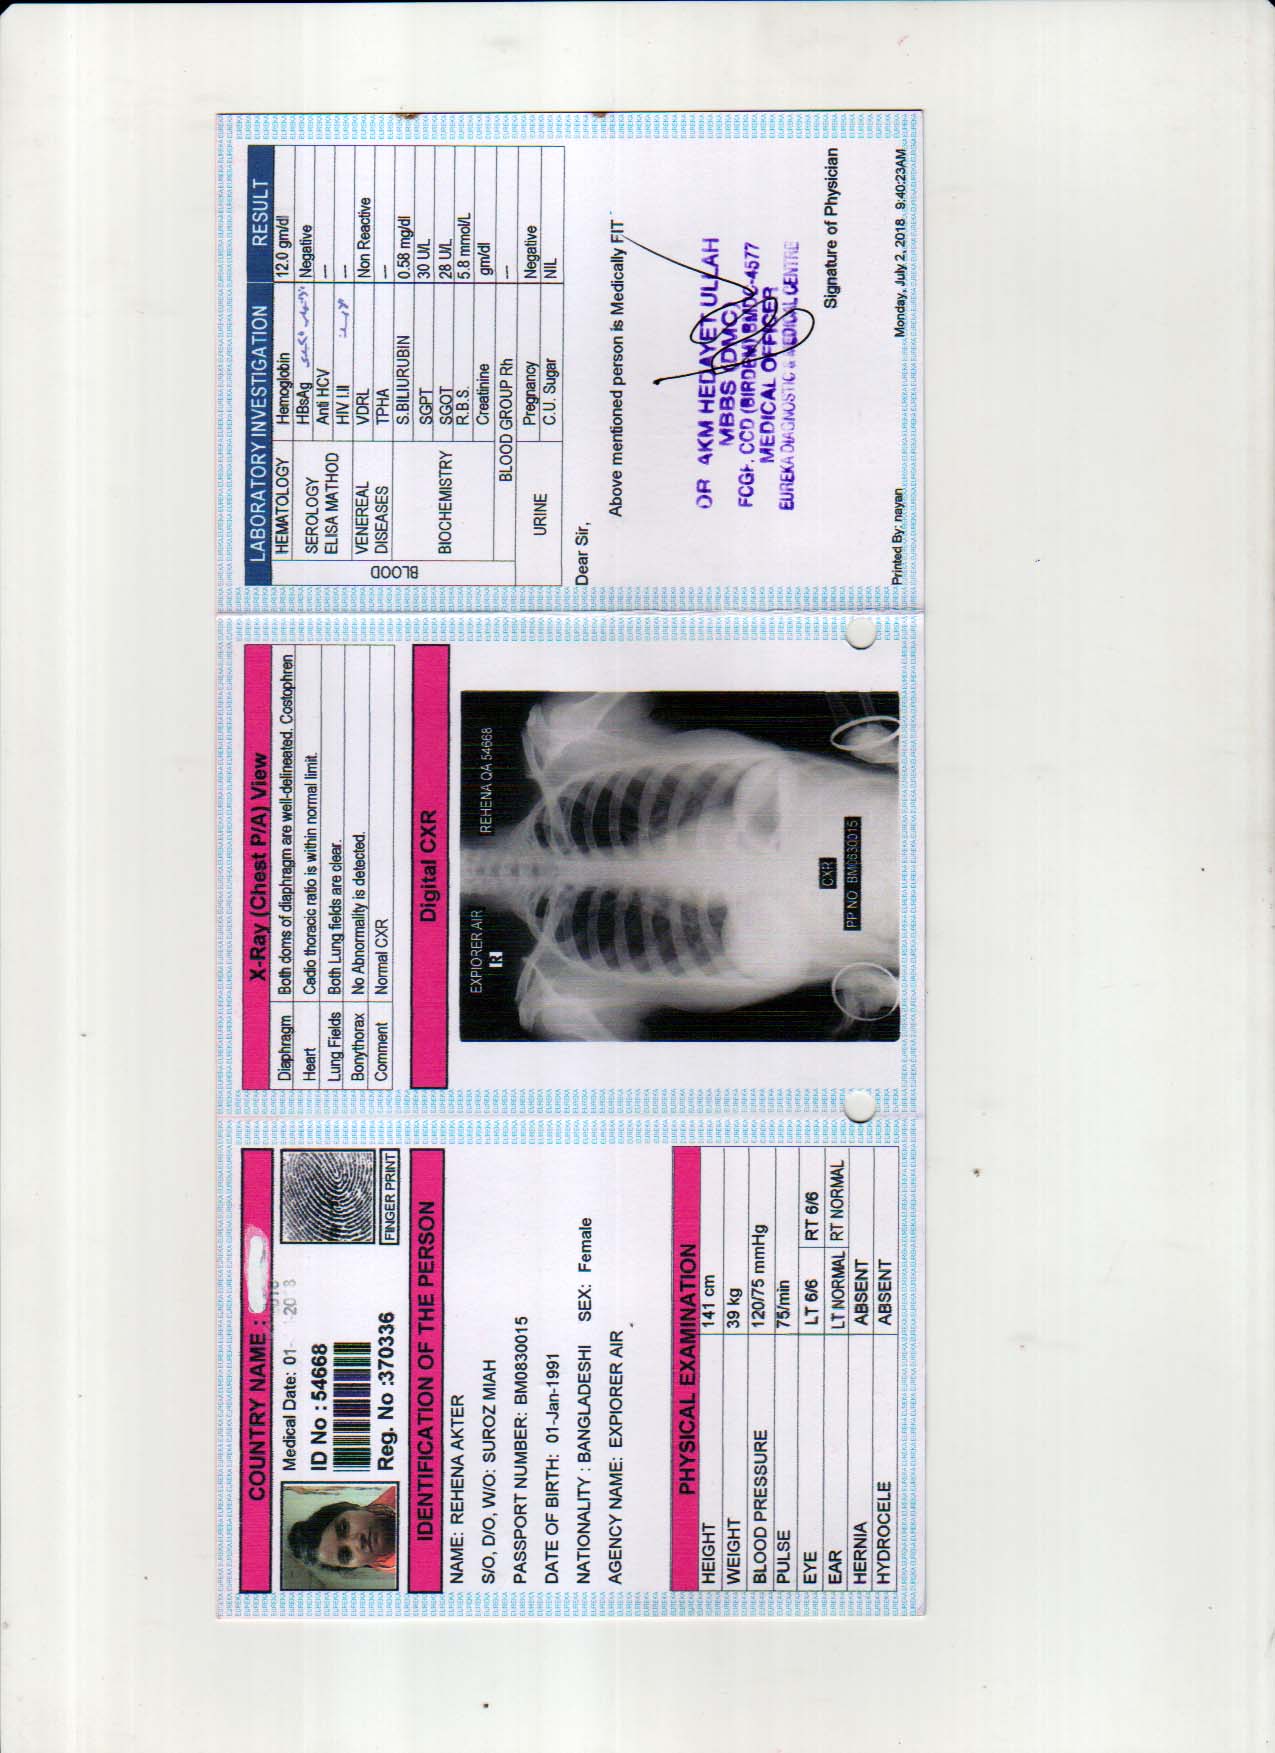 COUNTRY NAME :
Medical Date: 01-
ID No : 54668
Reg. No :370336
FINGER PRINT
IDENTIFICATION OF THE PERSON
NAME: REHENA AKTER
S/O, D/O, W/O: SUROZ MIAH
PASSPORT NUMBER: BM0830015
DATE OF BIRTH: 01-Jan-1991
NATIONALITY : BANGLADESHI SEX: Female
AGENCY NAME: EXPIORER AIR
PHYSICAL EXAMINATION
HEIGHT 141 cm
WEIGHT 39 kg
BLOOD PRESSURE 120/75 mmHg
PULSE 75/min
EYE LT 6/6 RT 6/6
EAR LT NORMAL RT NORMAL
HERNIA ABSENT
HYDROCELE ABSENT
X-Ray (Chest P/A) View
Diaphragm Both doms of diaphragm are well-delineated. Costophren
Heart Cadio thoracic ratio is within normal limit.
Lung Fields Both Lung fields are clear.
Bonythorax No Abnormality is detected.
Comment Normal CXR
Digital CXR
EXPIORER AIR REHENA QA 54668
R
CXR
PP NO. BM0830015
LABORATORY INVESTIGATION RESULT
BLOOD
HEMATOLOGY Hemoglobin 12.0 gm/dl
SEROLOGY ELISA MATHOD HBsAg Negative
Anti HCV ---
HIV I.II ---
VENEREAL DISEASES VDRL Non Reactive
TPHA ---
BIOCHEMISTRY S.BILIURUBIN 0.58 mg/dl
SGPT 30 U/L
SGOT 28 U/L
R.B.S. 5.8 mmol/L
Creatinine gm/dl
BLOOD GROUP Rh ---
URINE Pregnancy Negative
C.U. Sugar NIL
Dear Sir,
Above mentioned person is Medically FIT
DR AKM HEDAYET ULLAH
MBBS (DMC)
FCGP, CCD (BIRDEM) BMDC-4577
MEDICAL OFFICER
EUREKA DIAGNOSTIC & MEDICAL CENTRE
Signature of Physician
Printed By: nayan Monday, July 2, 2018 9:40:23AM